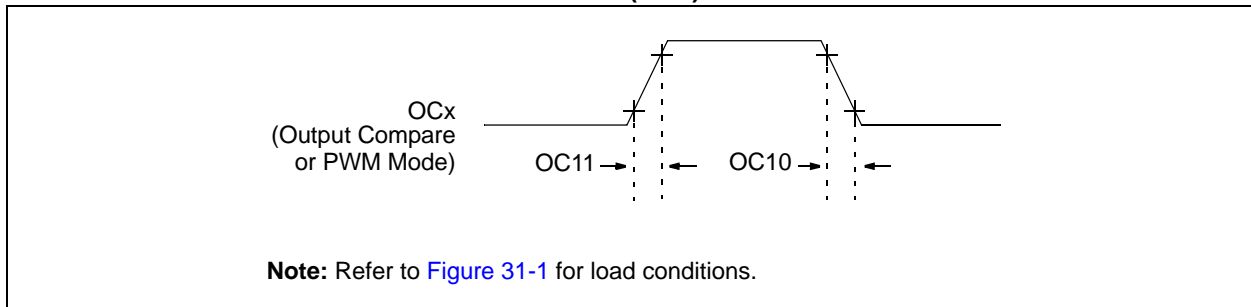 OCx
(Output Compare
or PWM Mode)
OC11
OC10
Note: Refer to Figure 31-1 for load conditions.